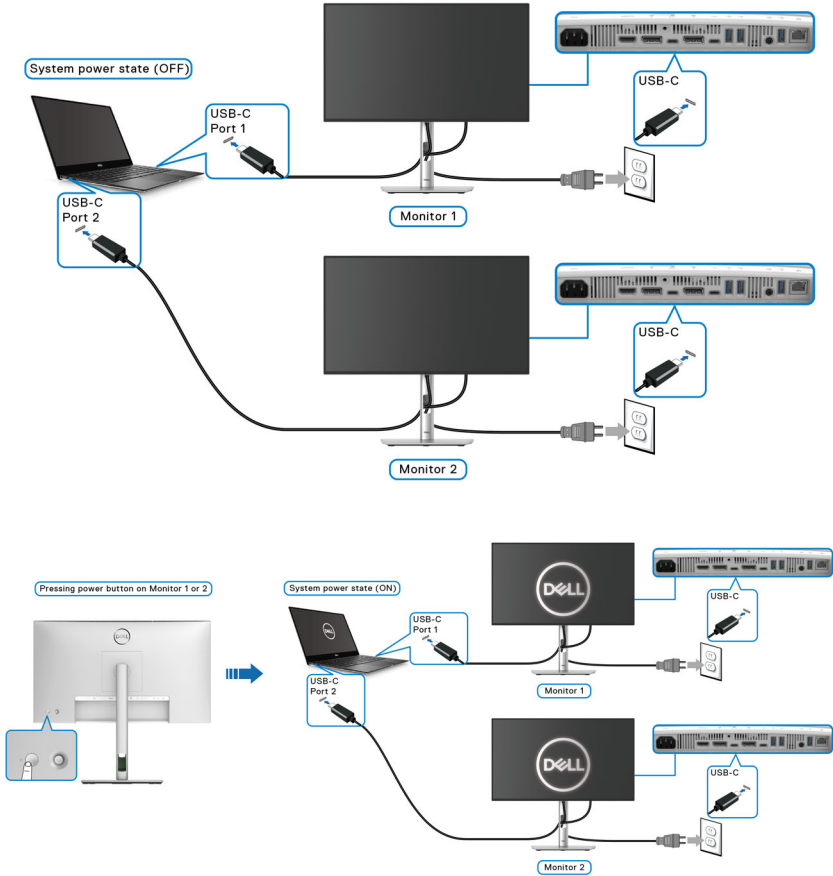 System power state (OFF)
USB-C
Port 1
USB-C
Monitor 1
USB-C
Port 2
USB-C
Monitor 2
Pressing power button on Monitor 1 or 2
System power state (ON)
DELL
DELL
DELL
USB-C
Port 1
USB-C
Monitor 1
USB-C
Port 2
DELL
USB-C
Monitor 2